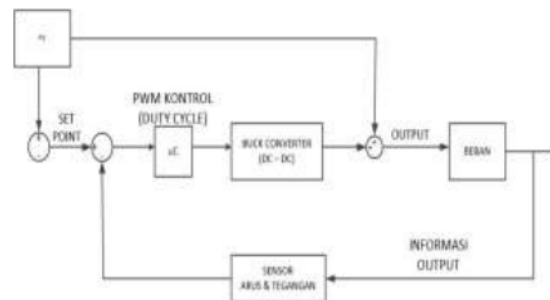 PWM KONTROL
(DUTY CYCLE)
SET
POINT
µC
BUCK CONVERTER
(DC - DC)
OUTPUT
BEBAN
INFORMASI
OUTPUT
SENSOR
ARUS & TEGANGAN